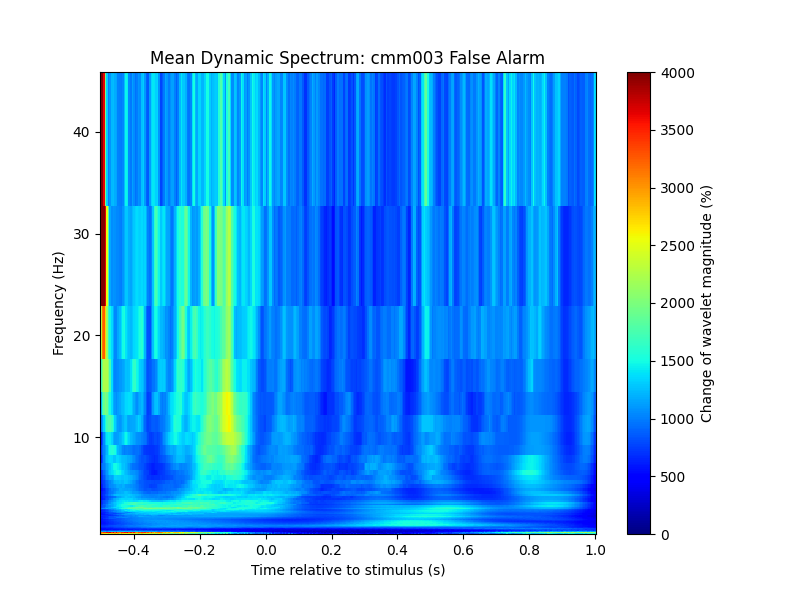 Mean Dynamic Spectrum: cmm003 False Alarm
Frequency (Hz)
40
30
20
10
−0.4 −0.2 0.0 0.2 0.4 0.6 0.8 1.0
Time relative to stimulus (s)
4000
3500
3000
2500
2000
1500
1000
500
0
Change of wavelet magnitude (%)